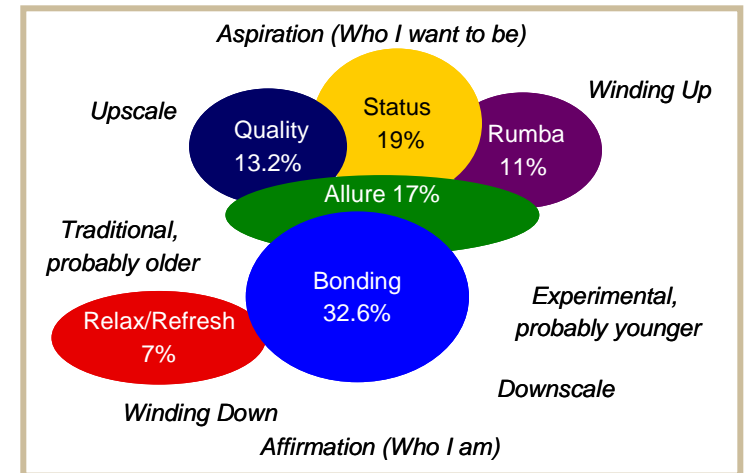 Aspiration (Who I want to be)
Upscale
Winding Up
Status
19%
Quality
13.2%
Rumba
11%
Allure 17%
Traditional,
probably older
Bonding
32.6%
Experimental,
probably younger
Relax/Refresh
7%
Downscale
Winding Down
Affirmation (Who I am)